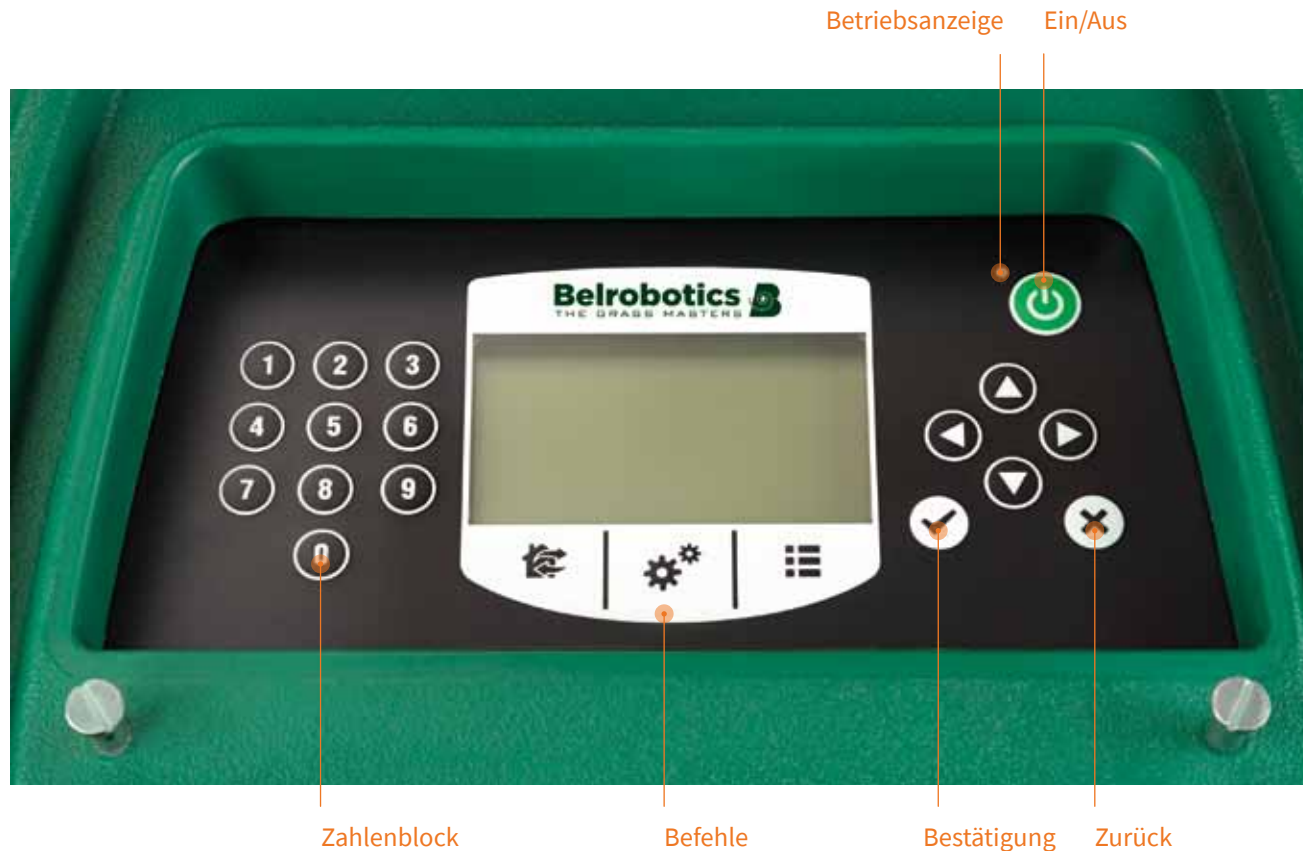 Betriebsanzeige Ein/Aus
Belrobotics
THE GRASS MASTERS
1 2 3
4 5 6
7 8 9
0
Zahlenblock Befehle Bestätigung Zurück